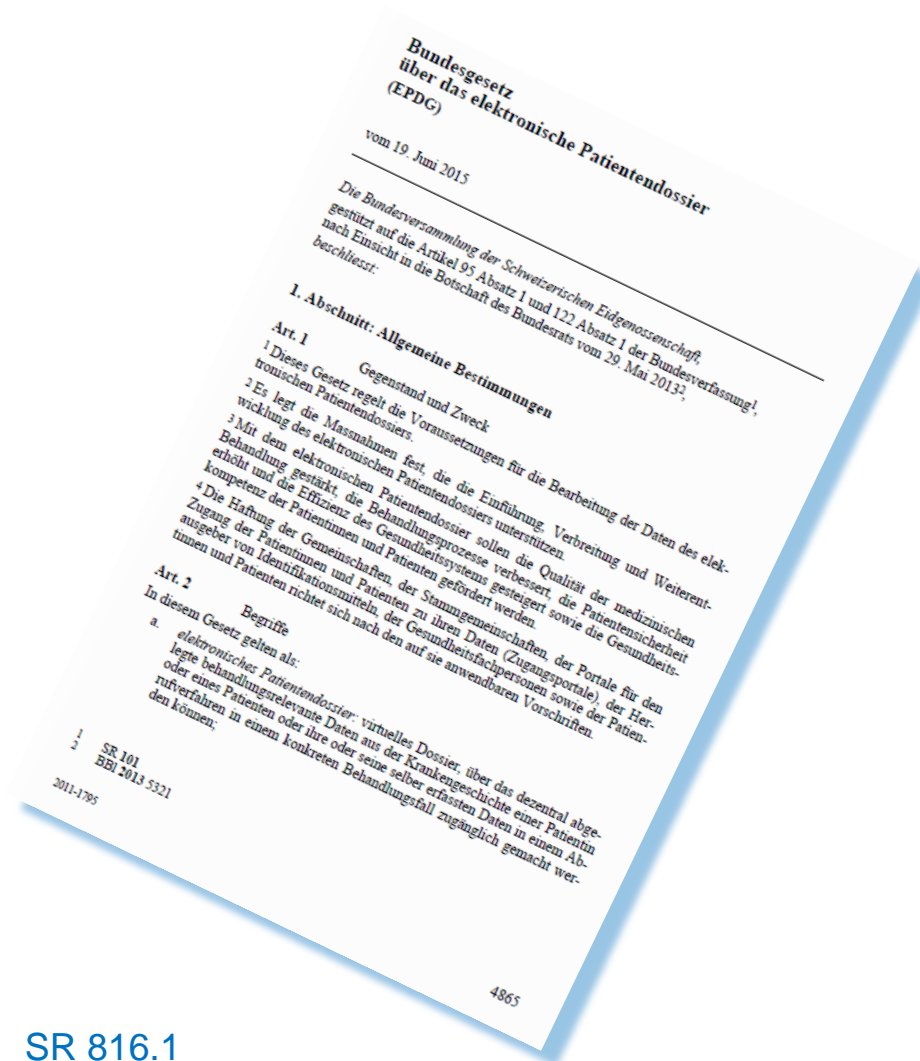 Bundesgesetz
über das elektronische Patientendossier
(EPDG)
vom 19. Juni 2015
Die Bundesversammlung der Schweizerischen Eidgenossenschaft,
gestützt auf die Artikel 95 Absatz 1 und 122 Absatz 1 der Bundesverfassung1,
nach Einsicht in die Botschaft des Bundesrats vom 29. Mai 20132,
beschliesst:
1. Abschnitt: Allgemeine Bestimmungen
Art. 1 Gegenstand und Zweck
1 Dieses Gesetz regelt die Voraussetzungen für die Bearbeitung der Daten des elek-
tronischen Patientendossiers.
2 Es legt die Massnahmen fest, die die Einführung, Verbreitung und Weiterent-
wicklung des elektronischen Patientendossiers unterstützen.
3 Mit dem elektronischen Patientendossier sollen die Qualität der medizinischen
Behandlung gestärkt, die Behandlungsprozesse verbessert, die Patientensicherheit
erhöht und die Effizienz des Gesundheitssystems gesteigert sowie die Gesundheits-
kompetenz der Patientinnen und Patienten gefördert werden.
4 Die Haftung der Gemeinschaften, der Stammgemeinschaften, der Portale für den
Zugang der Patientinnen und Patienten zu ihren Daten (Zugangsportale), der Her-
ausgeber von Identifikationsmitteln, der Gesundheitsfachpersonen sowie der Patien-
tinnen und Patienten richtet sich nach den auf sie anwendbaren Vorschriften.
Art. 2 Begriffe
In diesem Gesetz gelten als:
a. elektronisches Patientendossier: virtuelles Dossier, über das dezentral abge-
legte behandlungsrelevante Daten aus der Krankengeschichte einer Patientin
oder eines Patienten oder ihre oder seine selber erfassten Daten in einem Ab-
rufverfahren in einem konkreten Behandlungsfall zugänglich gemacht wer-
den können;
1 SR 101
2 BBl 2013 5321
2011-1795
4865
SR 816.1